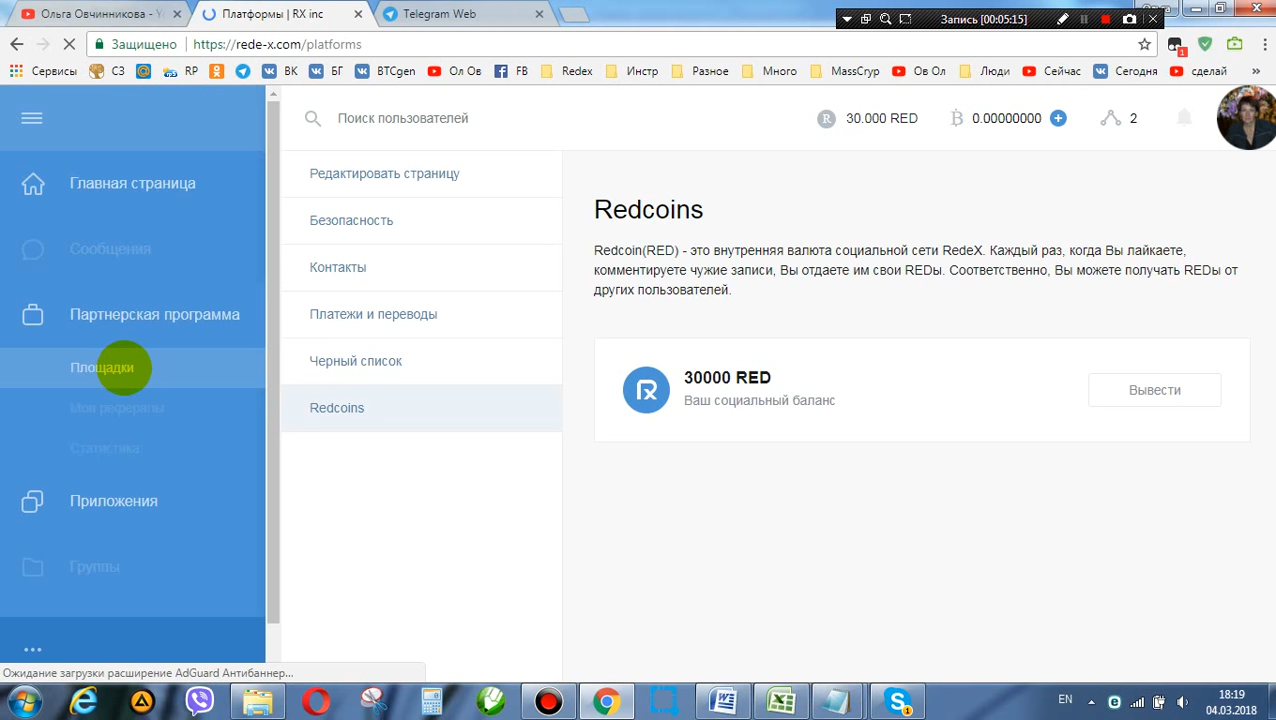 Ольга Овчинникова - Y
Платформы | RX inc
Telegram Web
Запись [00:05:15]
Защищено
https://rede-x.com/platforms
1
Сервисы
СЗ
RP
ВК
БГ
BTCgen
Ол Ов
FB
Redex
Инстр
Разное
Много
MassCryp
Ов Ол
Люди
Сейчас
Сегодня
сделай
»
Поиск пользователей
R
30.000 RED
0.00000000
2
Главная страница
Сообщения
Партнерская программа
Площадки
Мои рефералы
Статистика
Приложения
Группы
...
Редактировать страницу
Безопасность
Контакты
Платежи и переводы
Черный список
Redcoins
Redcoins
Redcoin(RED) - это внутренняя валюта социальной сети RedeX. Каждый раз, когда Вы лайкаете,
комментируете чужие записи, Вы отдаете им свои REDы. Соответственно, Вы можете получать REDы от
других пользователей.
30000 RED
Ваш социальный баланс
Вывести
Ожидание загрузки расширение AdGuard Антибаннер...
EN
18:19
04.03.2018